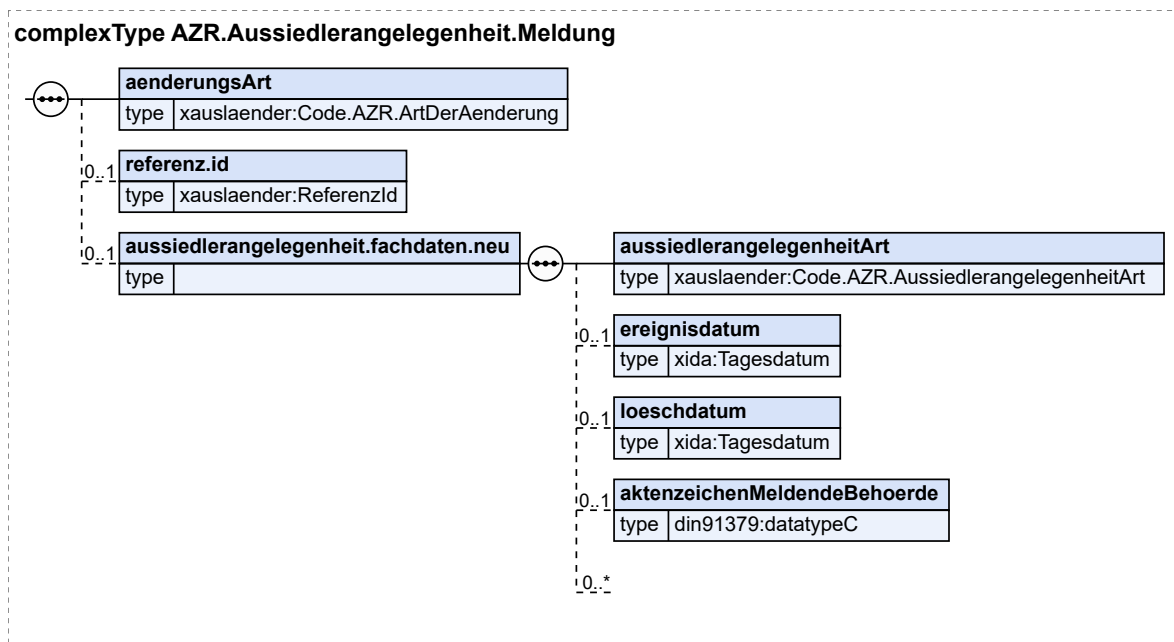 complexType AZR.Aussiedlerangelegenheit.Meldung
aenderungsArt
type xauslaender:Code.AZR.ArtDerAenderung
0..1 referenz.id
type xauslaender:ReferenzId
0..1 aussiedlerangelegenheit.fachdaten.neu
type
aussiedlerangelegenheitArt
type xauslaender:Code.AZR.AussiedlerangelegenheitArt
0..1 ereignisdatum
type xida:Tagesdatum
0..1 loeschdatum
type xida:Tagesdatum
0..1 aktenzeichenMeldendeBehoerde
type din91379:datatypeC
0..*